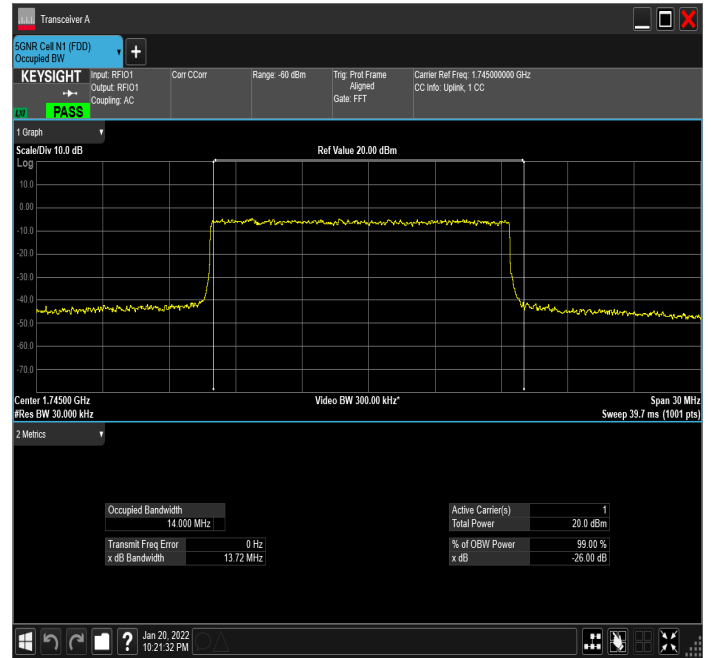 Transceiver A
5GNR Cell N1 (FDD)
Occupied BW
+
KEYSIGHT
LXI
PASS
Input: RFIO1
Output: RFIO1
Coupling: AC
Corr CCorr
Range: -60 dBm
Trig: Prot Frame
Aligned
Gate: FFT
Carrier Ref Freq: 1.745000000 GHz
CC Info: Uplink, 1 CC
1 Graph
Scale/Div 10.0 dB
Ref Value 20.00 dBm
Log
10.0
0.00
-10.0
-20.0
-30.0
-40.0
-50.0
-60.0
-70.0
Center 1.74500 GHz
Video BW 300.00 kHz*
Span 30 MHz
#Res BW 30.000 kHz
Sweep 39.7 ms (1001 pts)
2 Metrics
Occupied Bandwidth
14.000 MHz
Transmit Freq Error 0 Hz
x dB Bandwidth 13.72 MHz
Active Carrier(s) 1
Total Power 20.0 dBm
% of OBW Power 99.00 %
x dB -26.00 dB
?
Jan 20, 2022
10:21:32 PM